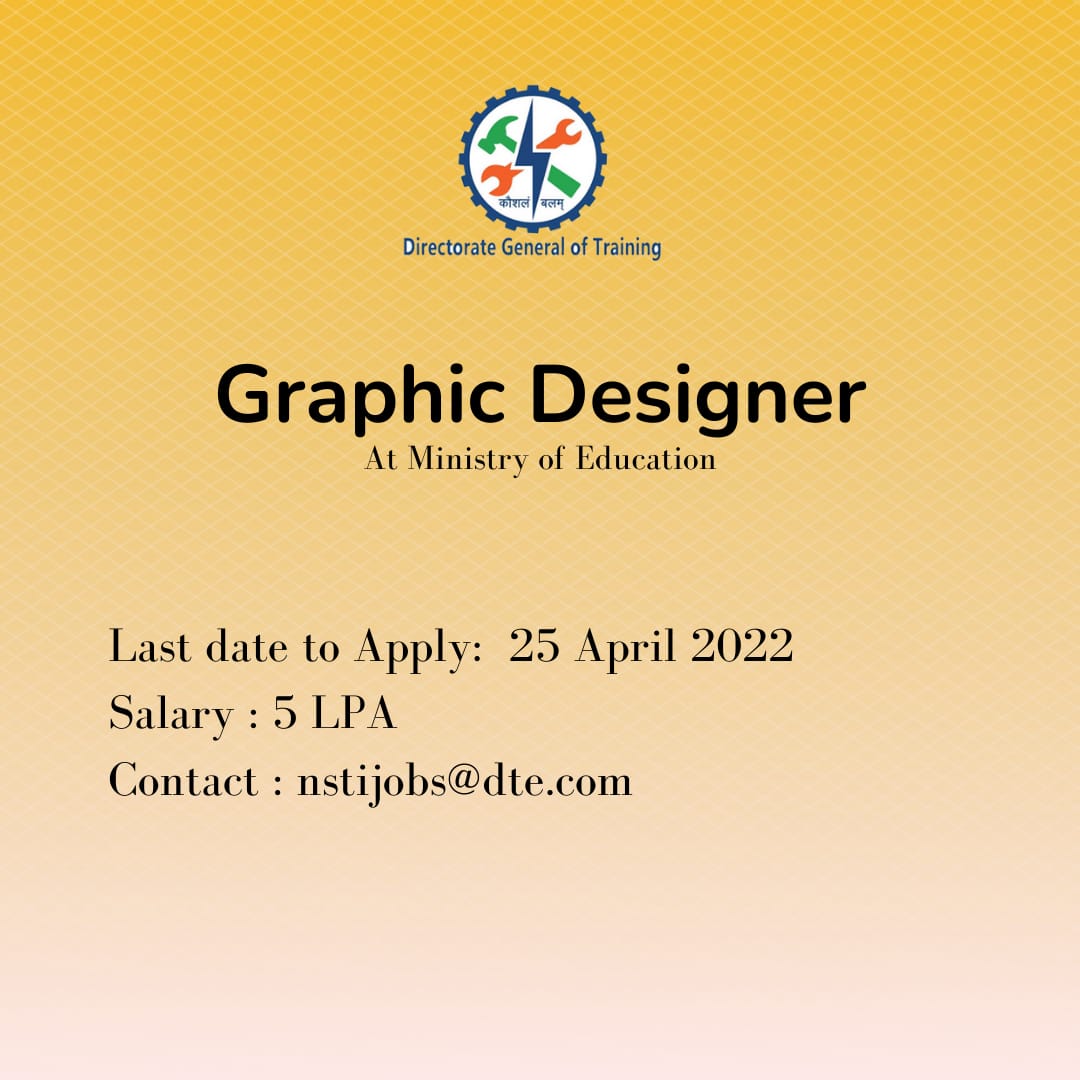 कौशलं बलम्
Directorate General of Training
Graphic Designer
At Ministry of Education
Last date to Apply: 25 April 2022
Salary : 5 LPA
Contact : nstijobs@dte.com